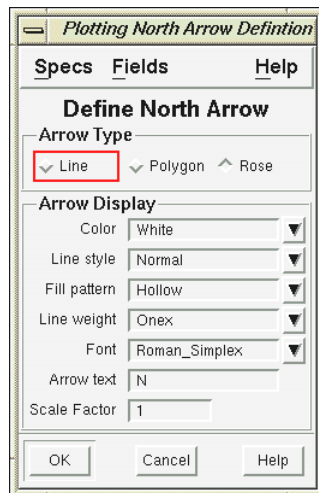 Plotting North Arrow Defintion
Specs Fields Help
Define North Arrow
Arrow Type
Line Polygon Rose
Arrow Display
Color White
Line style Normal
Fill pattern Hollow
Line weight Onex
Font Roman_Simplex
Arrow text N
Scale Factor 1
OK Cancel Help